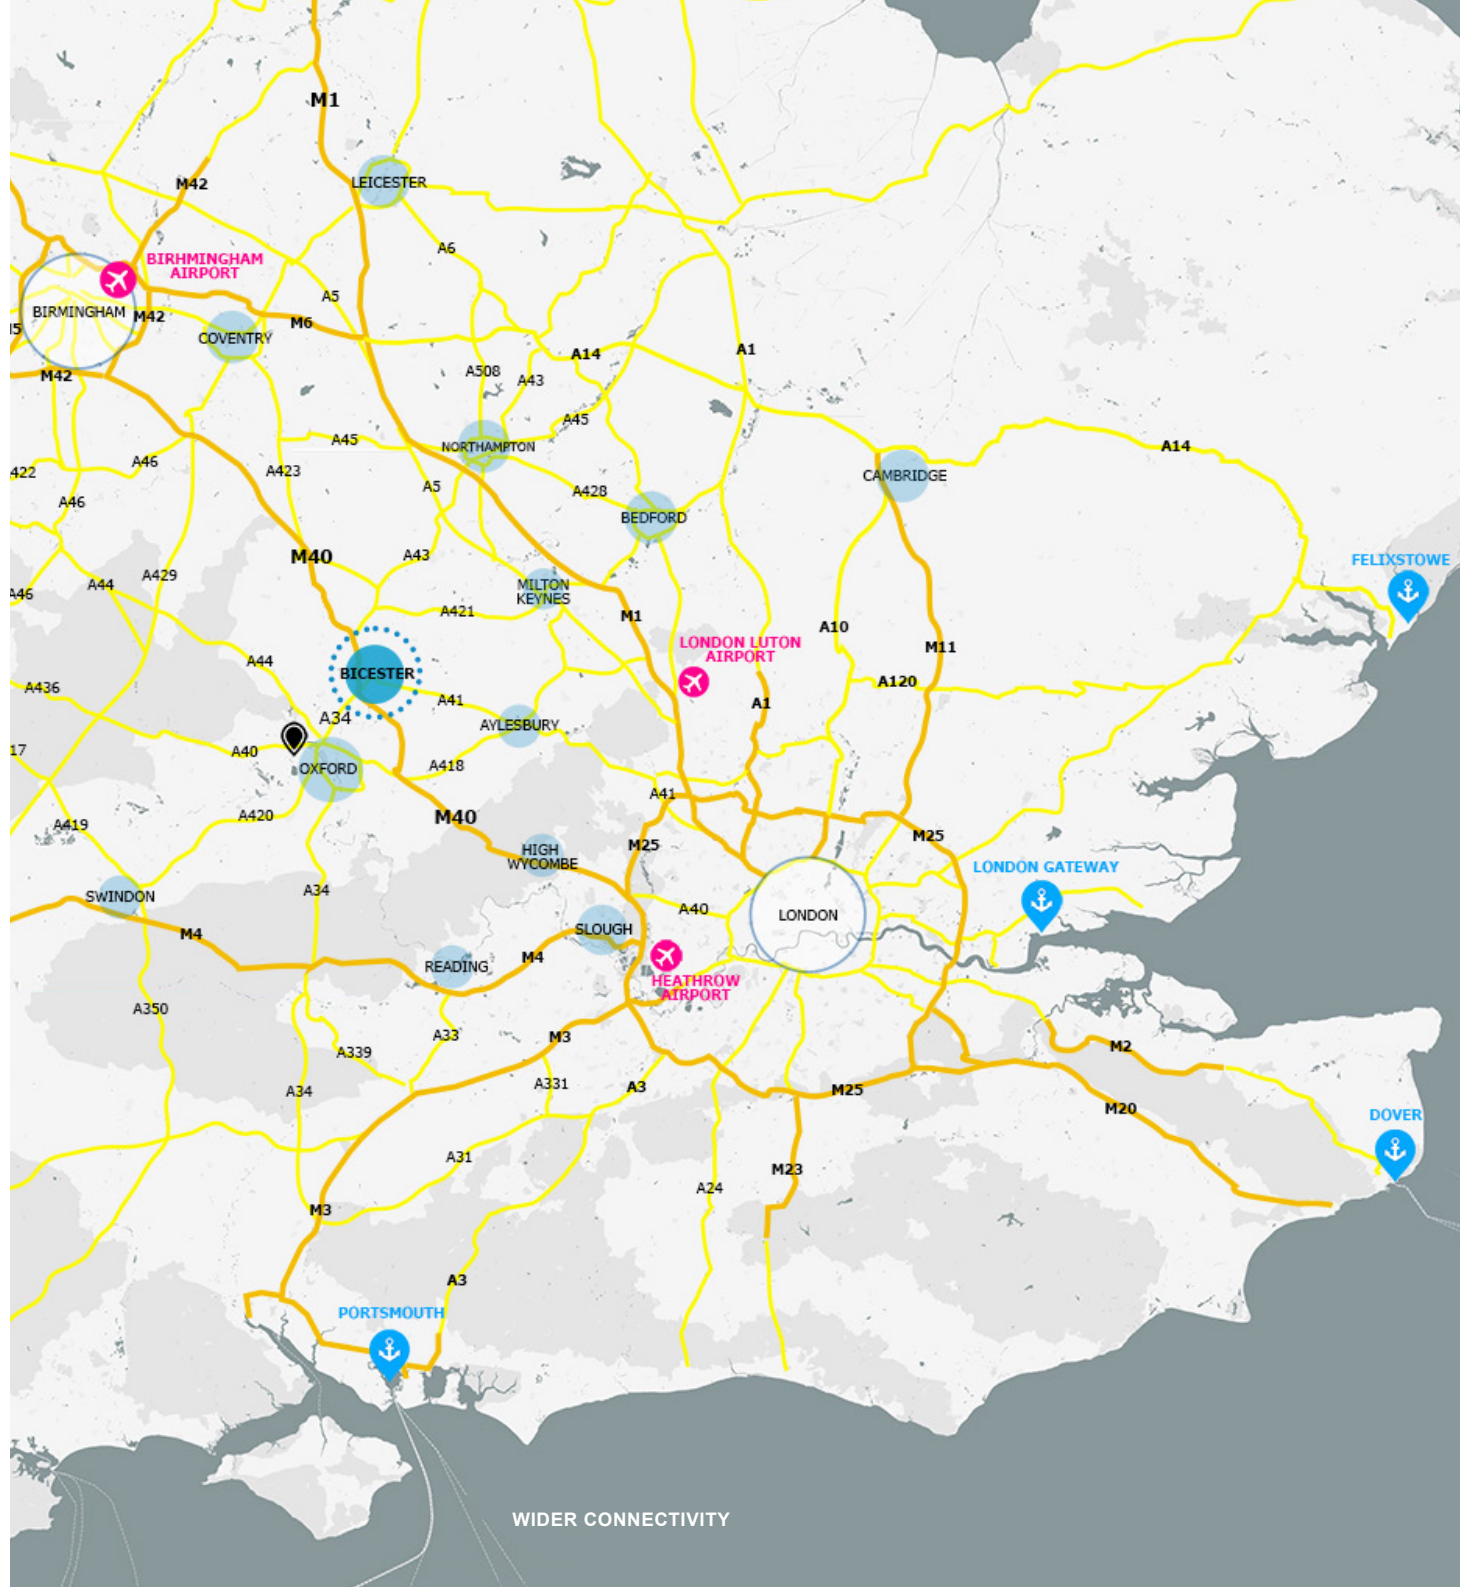 M1
M42
LEICESTER
A6
BIRHMINGHAM
AIRPORT
A5
BIRMINGHAM
M42
M6
COVENTRY
A1
A14
M42
A508
A43
A45
A45
NORTHAMPTON
A14
A46
A423
422
CAMBRIDGE
A5
A428
A46
BEDFORD
M40
A43
FELIXSTOWE
A429
A44
MILTON
KEYNES
A46
A421
M1
A10
LONDON LUTON
AIRPORT
M11
A44
BICESTER
A120
A436
A41
A1
A34
AYLESBURY
17
A40
OXFORD
A418
A41
A420
M40
A419
M25
M25
HIGH
WYCOMBE
LONDON GATEWAY
A34
SWINDON
A40
LONDON
SLOUGH
M4
M4
READING
HEATHROW
AIRPORT
A350
A33
M3
M2
A339
A331
A3
M25
A34
M20
DOVER
A31
M23
A24
M3
A3
PORTSMOUTH
WIDER CONNECTIVITY